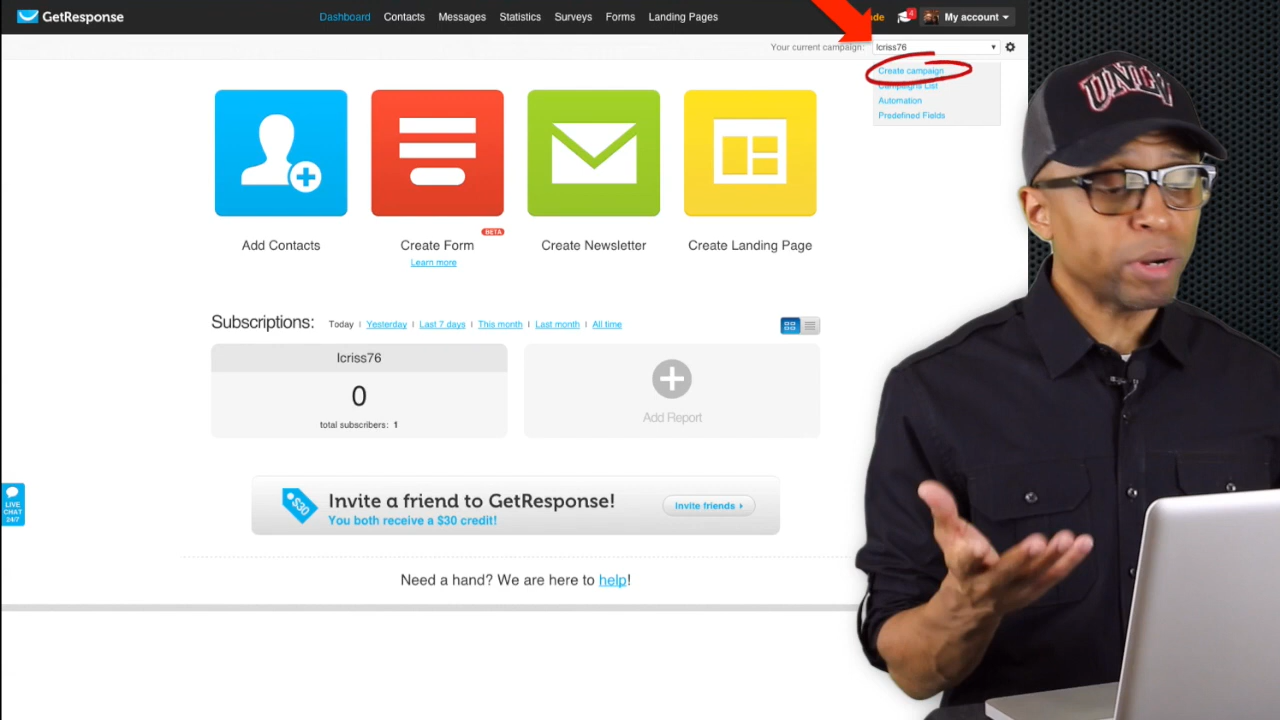 GetResponse
Dashboard Contacts Messages Statistics Surveys Forms Landing Pages
4 My account
Your current campaign: lcriss76
Create campaign
Campaigns List
Automation
Predefined Fields
UNLV
Add Contacts
Create Form BETA
Learn more
Create Newsletter
Create Landing Page
Subscriptions: Today | Yesterday | Last 7 days | This month | Last month | All time
lcriss76
0
total subscribers: 1
Add Report
LIVE
CHAT
24/7
$30
Invite a friend to GetResponse!
You both receive a $30 credit!
Invite friends
Need a hand? We are here to help!